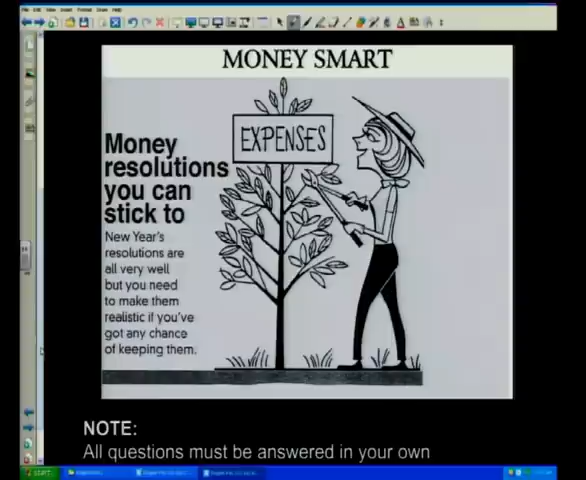 MONEY SMART
EXPENSES
Money
resolutions
you can
stick to
New Year's
resolutions are
all very well
but you need
to make them
realistic if you've
got any chance
of keeping them.
NOTE:
All questions must be answered in your own